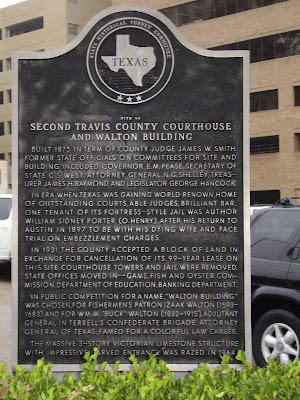 STATE HISTORICAL SURVEY COMMITTEE
TEXAS
SITE OF
SECOND TRAVIS COUNTY COURTHOUSE
AND WALTON BUILDING
BUILT 1875 IN TERM OF COUNTY JUDGE JAMES W. SMITH.
FORMER STATE OFFICIALS ON COMMITTEES FOR SITE AND
BUILDING INCLUDED GOVERNOR E.M. PEASE, SECRETARY OF
STATE C.S. WEST, ATTORNEY GENERAL N.G. SHELLEY, TREAS-
URER JAMES H. RAYMOND AND LEGISLATOR GEORGE HANCOCK.
IN ERA WHEN TEXAS WAS GAINING WORLD RENOWN, HOME
OF OUTSTANDING COURTS, ABLE JUDGES, BRILLIANT BAR.
ONE TENANT OF ITS FORTRESS-STYLE JAIL WAS AUTHOR
WILLIAM SIDNEY PORTER (O. HENRY), AFTER HIS RETURN TO
AUSTIN IN 1897 TO BE WITH HIS DYING WIFE AND FACE
TRIAL ON EMBEZZLEMENT CHARGES.
IN 1931, THE COUNTY ACCEPTED A BLOCK OF LAND IN
EXCHANGE FOR CANCELLATION OF ITS 99-YEAR LEASE ON
THIS SITE. COURTHOUSE TOWERS AND JAIL WERE REMOVED.
STATE OFFICES MOVED IN--GAME, FISH AND OYSTER COM-
MISSION, DEPARTMENT OF EDUCATION, BANKING DEPARTMENT.
IN PUBLIC COMPETITION FOR A NAME, "WALTON BUILDING"
WAS CHOSEN, FOR FISHERMEN'S PATRON IZAAK WALTON (1593-
1683) AND FOR WM. M. "BUCK" WALTON (1832-1915), ADJUTANT
GENERAL IN TERRELL'S CONFEDERATE BRIGADE, ATTORNEY
GENERAL OF TEXAS, FAMED FOR A COLORFUL LAW CAREER.
THE MASSIVE 3-STORY VICTORIAN LIMESTONE STRUCTURE
WITH IMPRESSIVE CARVED ENTRANCE WAS RAZED IN 1964.